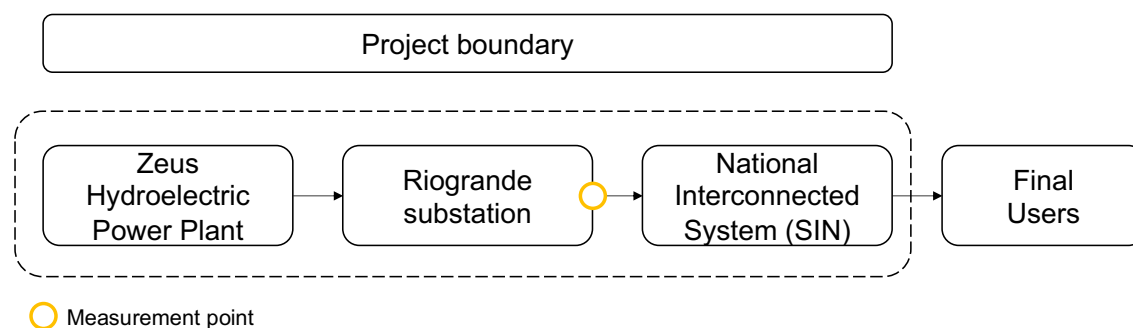 Project boundary
Zeus
Hydroelectric
Power Plant
Riogrande
substation
National
Interconnected
System (SIN)
Final
Users
Measurement point